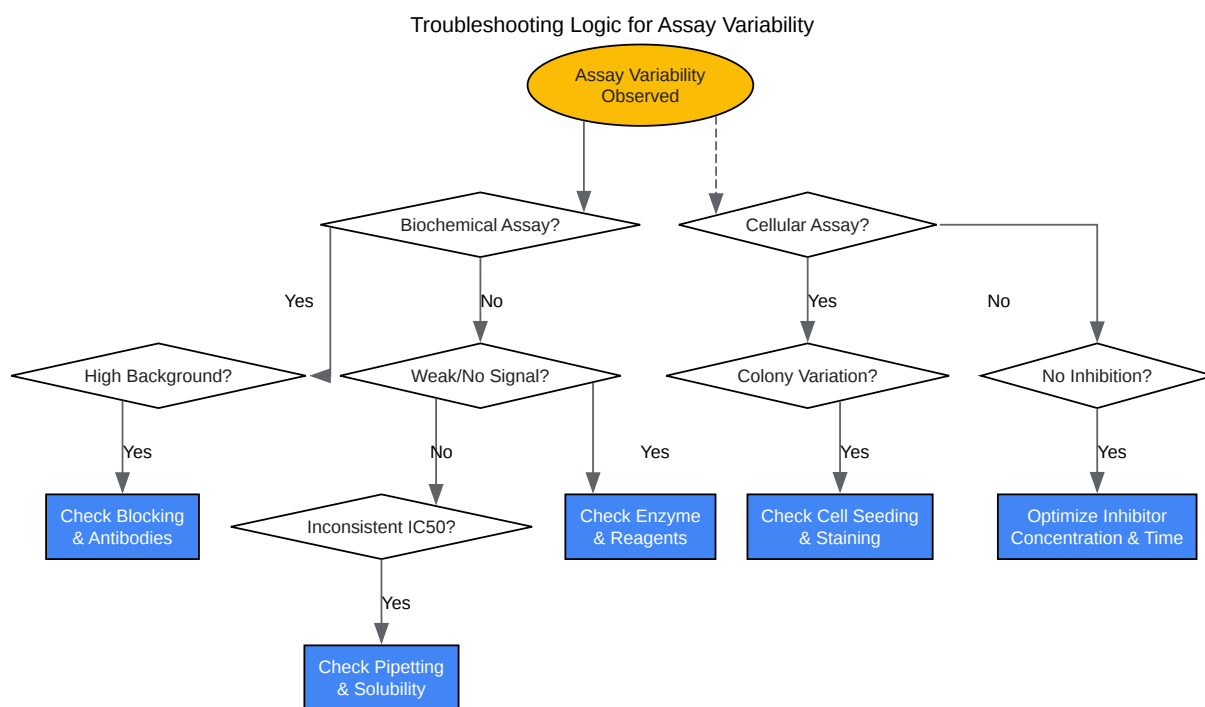 Troubleshooting Logic for Assay Variability
Assay Variability
Observed
Biochemical Assay?
Cellular Assay?
Yes
No
Yes
No
High Background?
Weak/No Signal?
Colony Variation?
No Inhibition?
Yes
No
Yes
Yes
Yes
Check Blocking
& Antibodies
Inconsistent IC50?
Check Enzyme
& Reagents
Check Cell Seeding
& Staining
Optimize Inhibitor
Concentration & Time
Yes
Check Pipetting
& Solubility